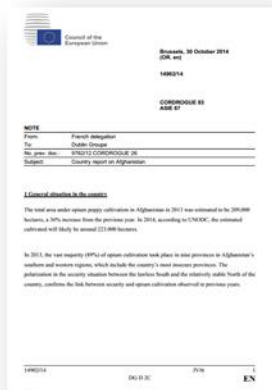 Council of the
European Union
Brussels, 30 October 2014
(OR. en)
14902/14
CORDROGUE 83
ASIE 67
NOTE
From: French delegation
To: Dublin Groupe
No. prev. doc.: 9762/12 CORDROGUE 26
Subject: Country report on Afghanistan
1 General situation in the country
The total area under opium poppy cultivation in Afghanistan in 2013 was estimated to be 209,000
hectares, a 36% increase from the previous year. In 2014, according to UNODC, the estimated
cultivated will likely be around 223 000 hectares.
In 2013, the vast majority (89%) of opium cultivation took place in nine provinces in Afghanistan's
southern and western regions, which include the country's most insecure provinces. The
polarization in the security situation between the lawless South and the relatively stable North of the
country, confirms the link between security and opium cultivation observed in previous years.
14902/14 1
DG D 2C EN